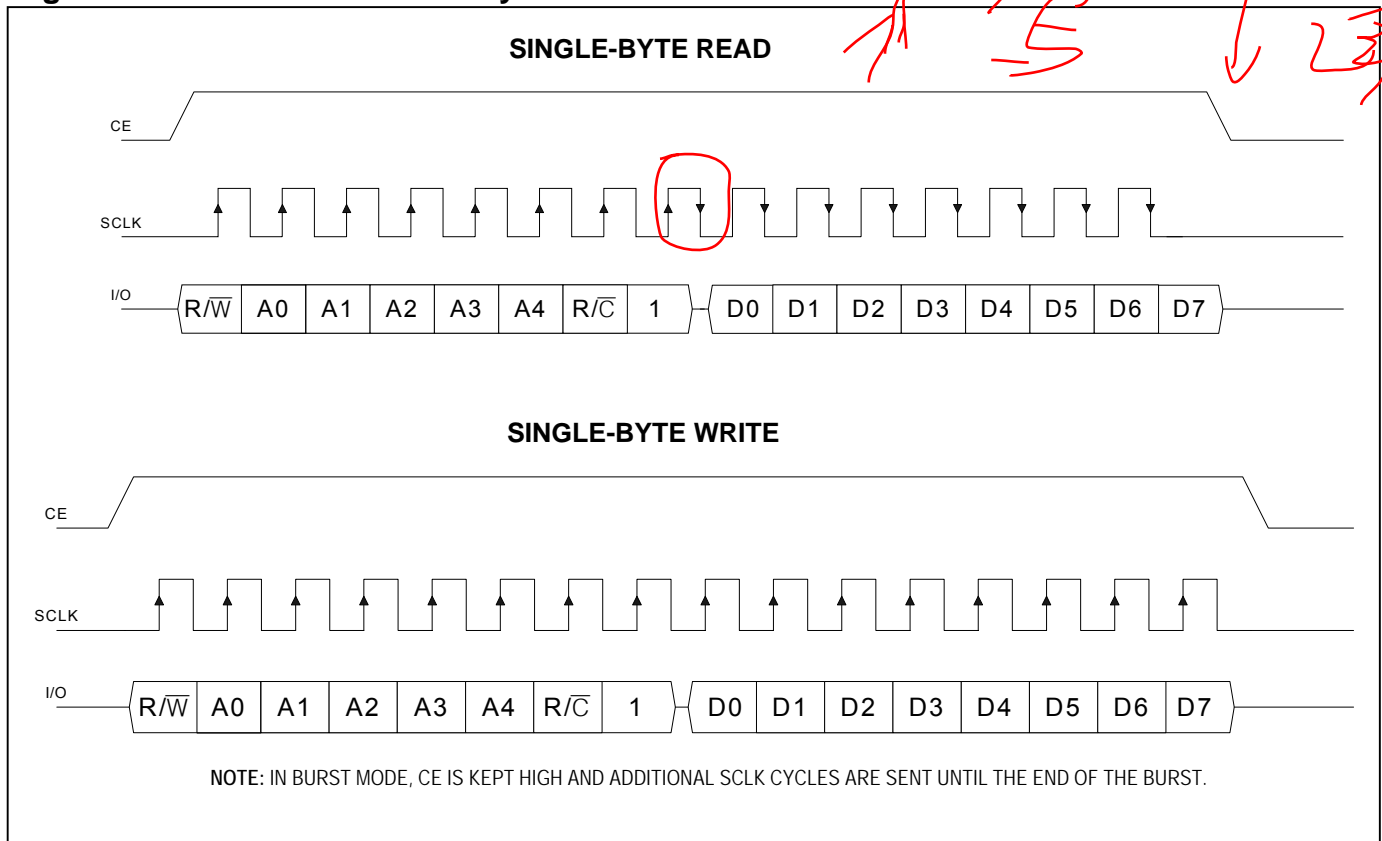 SINGLE-BYTE READ
CE
SCLK
I/O R/W̅ A0 A1 A2 A3 A4 R/C̅ 1 D0 D1 D2 D3 D4 D5 D6 D7
SINGLE-BYTE WRITE
CE
SCLK
I/O R/W̅ A0 A1 A2 A3 A4 R/C̅ 1 D0 D1 D2 D3 D4 D5 D6 D7
NOTE: IN BURST MODE, CE IS KEPT HIGH AND ADDITIONAL SCLK CYCLES ARE SENT UNTIL THE END OF THE BURST.